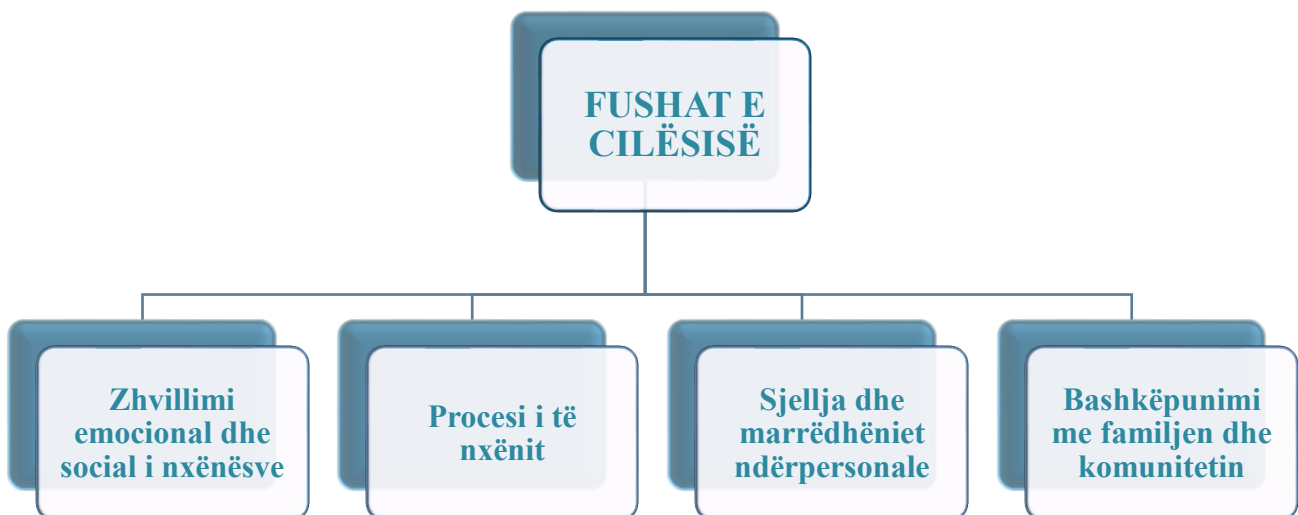 FUSHAT E
CILËSISË
Zhvillimi
emocional dhe
social i nxënësve
Procesi i të
nxënit
Sjellja dhe
marrëdhëniet
ndërpersonale
Bashkëpunimi
me familjen dhe
komunitetin